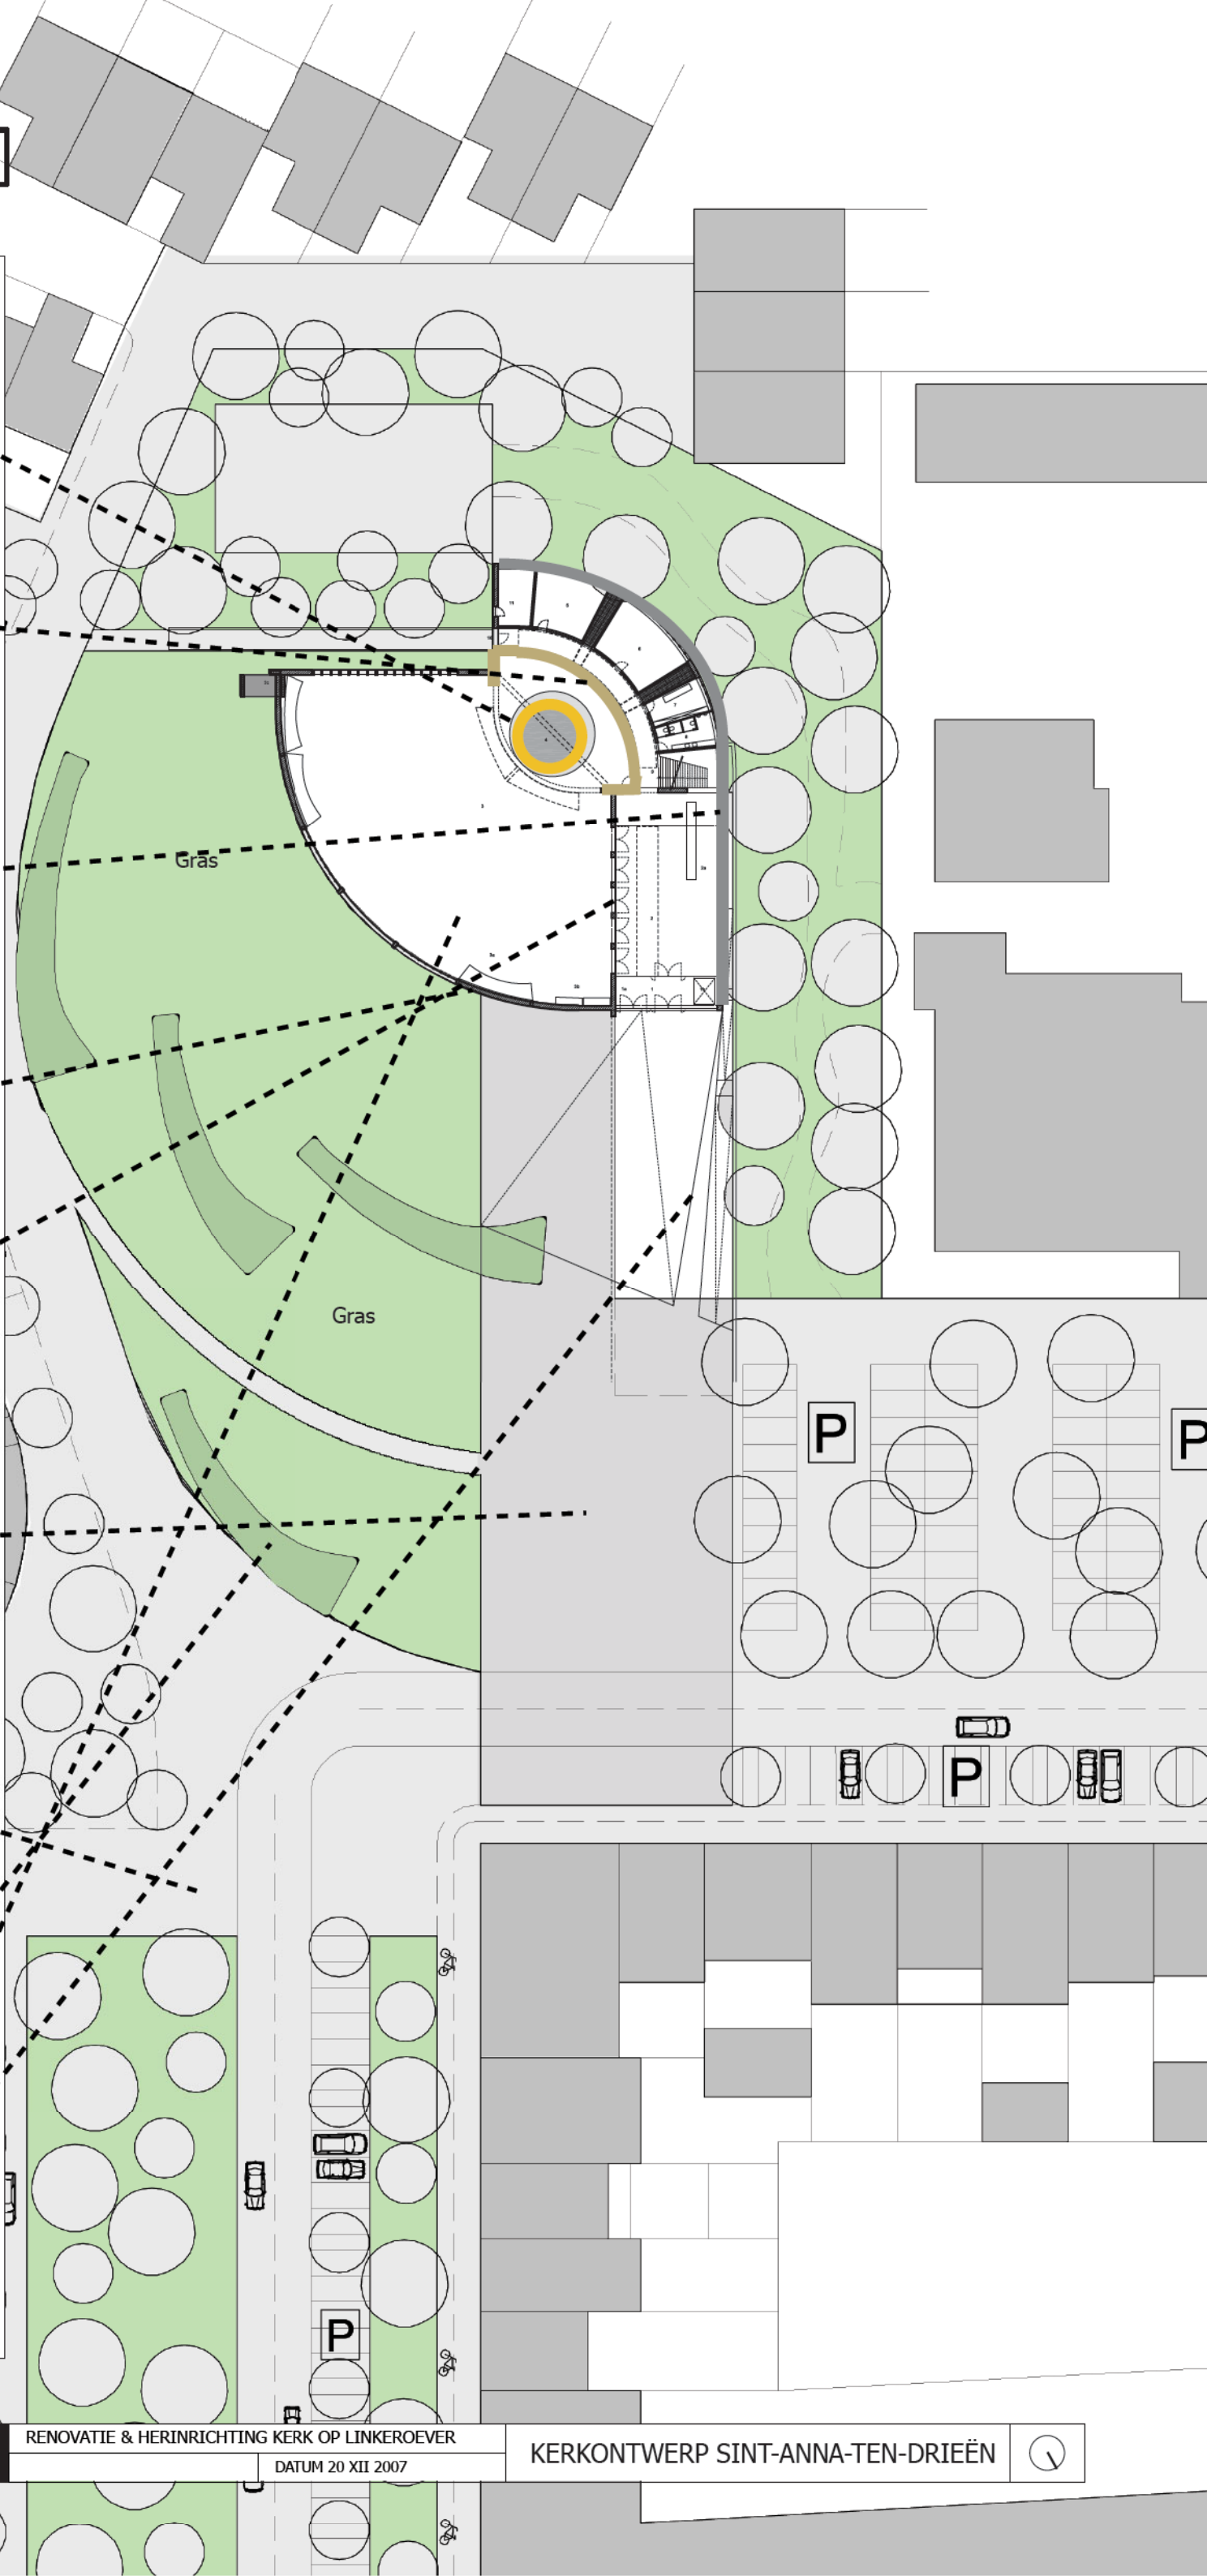 Gras
Gras
P
P
P
P
RENOVATIE & HERINRICHTING KERK OP LINKEROEVER
DATUM 20 XII 2007
KERKONTWERP SINT-ANNA-TEN-DRIEËN